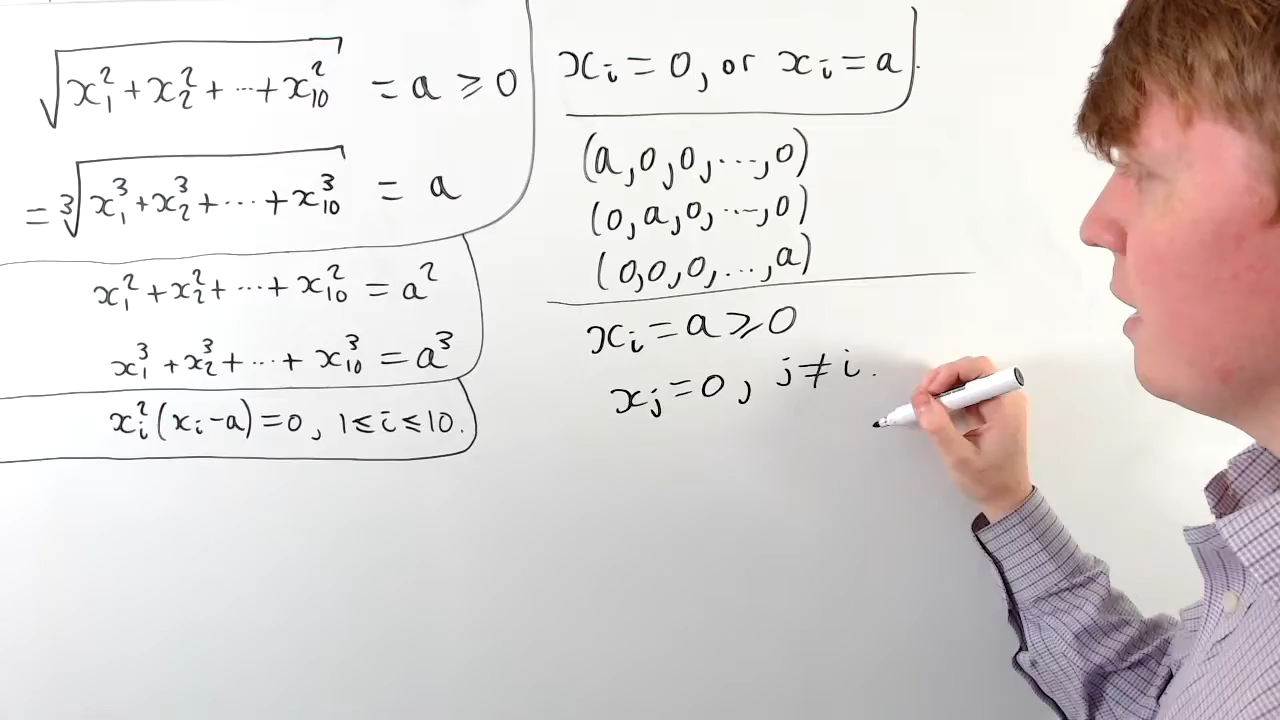 √(x₁² + x₂² + ··· + x₁₀²) = a ⩾ 0
= ³√(x₁³ + x₂³ + ··· + x₁₀³) = a
x₁² + x₂² + ··· + x₁₀² = a²
x₁³ + x₂³ + ··· + x₁₀³ = a³
xᵢ²(xᵢ - a) = 0, 1 ≤ i ≤ 10.
xᵢ = 0, or xᵢ = a.
(a, 0, 0, ..., 0)
(0, a, 0, ..., 0)
(0, 0, 0, ..., a)
xᵢ = a ⩾ 0
xⱼ = 0, j ≠ i.